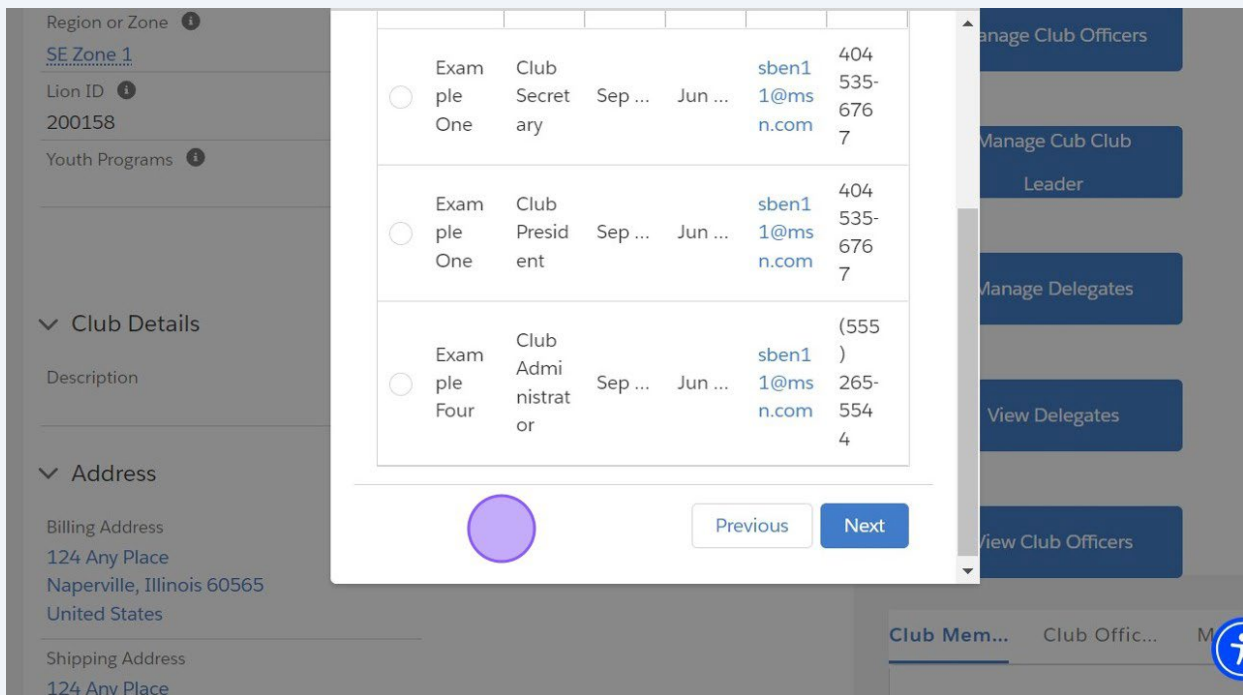 Region or Zone
SE Zone 1
Lion ID
200158
Youth Programs
Club Details
Description
Address
Billing Address
124 Any Place
Naperville, Illinois 60565
United States
Shipping Address
124 Any Place
Exam
ple
One
Club
Secret
ary
Sep ...
Jun ...
sben1
1@ms
n.com
404
535-
676
7
Exam
ple
One
Club
Presid
ent
Sep ...
Jun ...
sben1
1@ms
n.com
404
535-
676
7
Exam
ple
Four
Club
Admi
nistrat
or
Sep ...
Jun ...
sben1
1@ms
n.com
(555
)
265-
554
4
Previous
Next
anage Club Officers
Manage Cub Club
Leader
Manage Delegates
View Delegates
View Club Officers
Club Mem...
Club Offic...
M